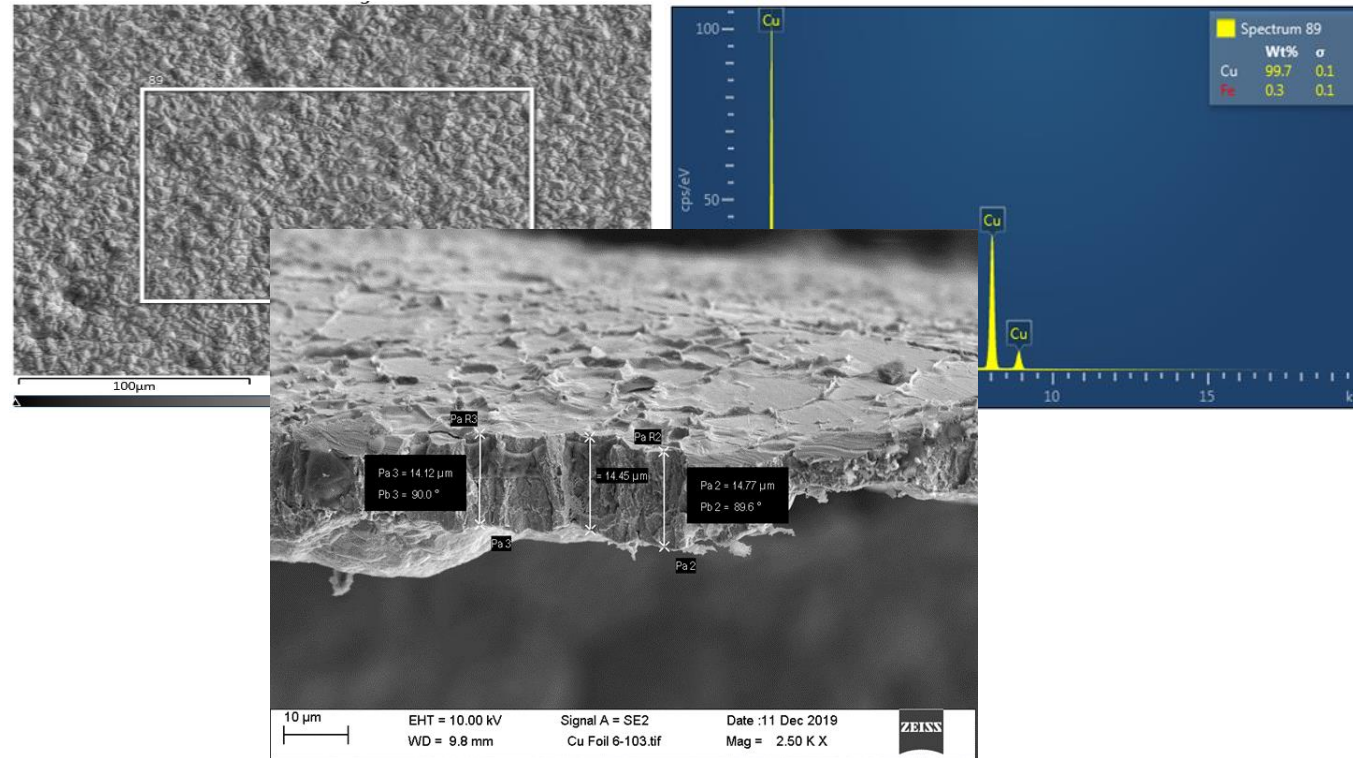 89
100µm
Cu
100
50
cps/eV
Spectrum 89
Wt% σ
Cu 99.7 0.1
Fe 0.3 0.1
Cu
Cu
10 15 k
Pa R3
Pa R2
Pa 3 = 14.12 µm
Pb 3 = 90.0 °
= 14.45 µm
Pa 2 = 14.77 µm
Pb 2 = 89.6 °
Pa 3
Pa 2
10 µm
EHT = 10.00 kV
Signal A = SE2
Date :11 Dec 2019
WD = 9.8 mm
Cu Foil 6-103.tif
Mag = 2.50 K X
ZEISS